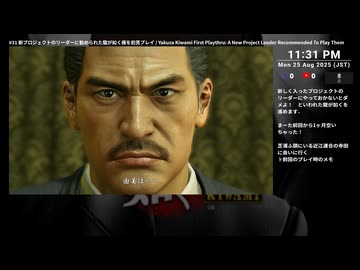 #31 新プロジェクトのリーダーに勧められた龍が如く極を初見プレイ / Yakuza Kiwami First Playthru: A New Project Leader Recommended To Play Them
11:31 PM
Mon 25 Aug 2025 (JST)
0
0
8
0
新しく入ったプロジェクトの
リーダーにやっておかないとダ
メよ！ といわれた龍が如くを
進めます。
まーた前回から1ヶ月空い
ちゃった！
芝浦ふ頭にいる近江連合の寺田
に会いに行く
ト前回のプレイ時のメモ
由美は……
KIWAMI